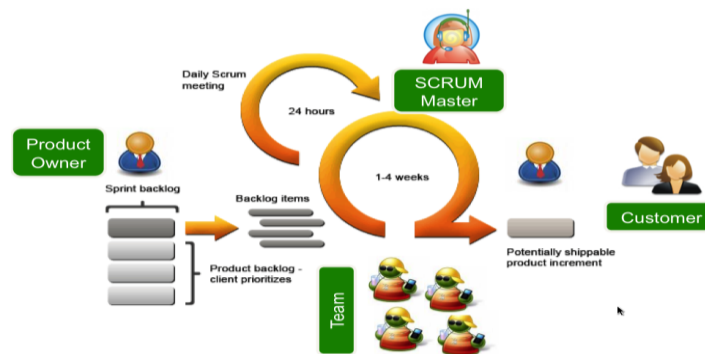 Daily Scrum
meeting
24 hours
SCRUM
Master
Product
Owner
1-4 weeks
Sprint backlog
Backlog items
Customer
Potentially shippable
product increment
Product backlog -
client prioritizes
Team